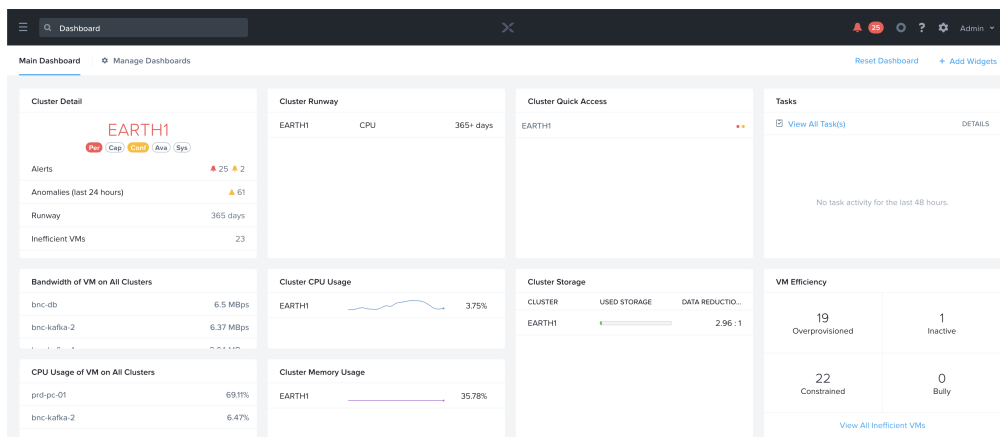 Dashboard
25
?
Admin
Main Dashboard
Manage Dashboards
Reset Dashboard
+ Add Widgets
Cluster Detail
EARTH1
Per Cap Conf Ava Sys
Alerts 25 2
Anomalies (last 24 hours) 61
Runway 365 days
Inefficient VMs 23
Cluster Runway
EARTH1 CPU 365+ days
Cluster Quick Access
EARTH1
Tasks
View All Task(s) DETAILS
No task activity for the last 48 hours.
Bandwidth of VM on All Clusters
bnc-db 6.5 MBps
bnc-kafka-2 6.37 MBps
Cluster CPU Usage
EARTH1 3.75%
Cluster Storage
CLUSTER USED STORAGE DATA REDUCTIO...
EARTH1 2.96 : 1
VM Efficiency
19
Overprovisioned
1
Inactive
22
Constrained
0
Bully
View All Inefficient VMs
CPU Usage of VM on All Clusters
prd-pc-01 69.11%
bnc-kafka-2 6.47%
Cluster Memory Usage
EARTH1 35.78%